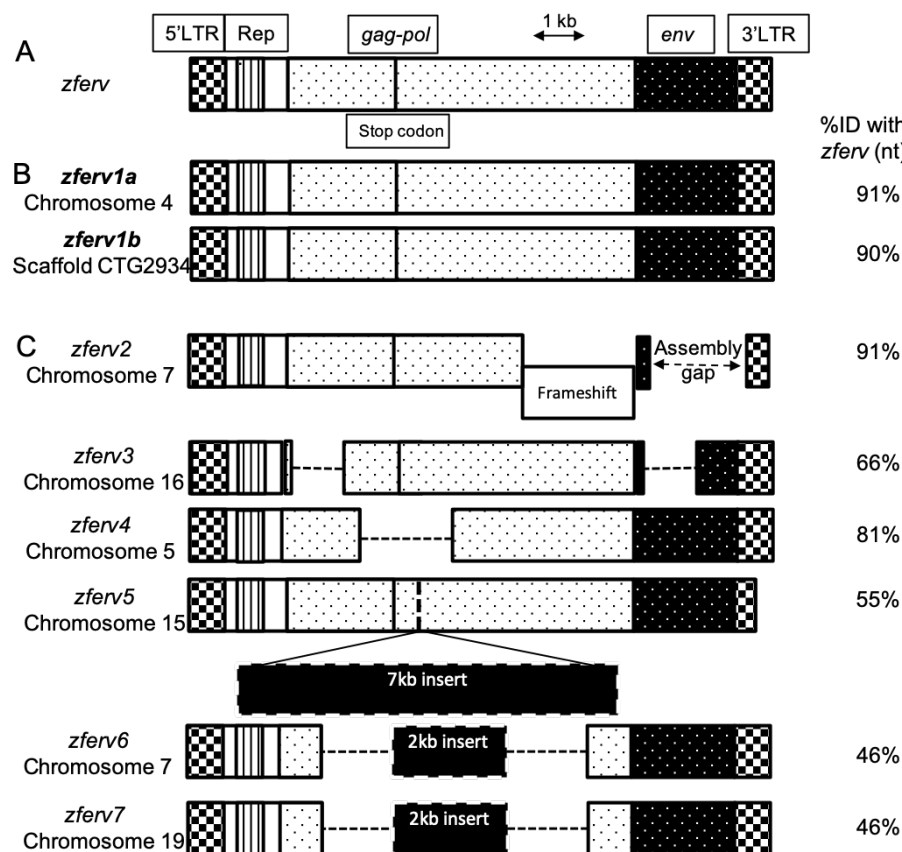 5'LTR Rep gag-pol 1 kb env 3'LTR
A
zferv
Stop codon
%ID with
zferv (nt)
B
zferv1a
Chromosome 4
91%
zferv1b
Scaffold CTG2934
90%
C
zferv2
Chromosome 7
Frameshift
Assembly
gap
91%
zferv3
Chromosome 16
66%
zferv4
Chromosome 5
81%
zferv5
Chromosome 15
55%
7kb insert
zferv6
Chromosome 7
2kb insert
46%
zferv7
Chromosome 19
2kb insert
46%